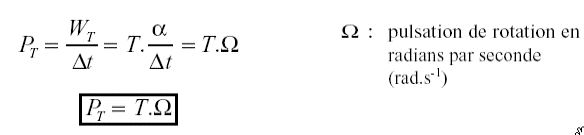 P_T = W_T / Δt = T. α / Δt = T.Ω
Ω : pulsation de rotation en
radians par seconde
(rad.s⁻¹)
P_T = T.Ω